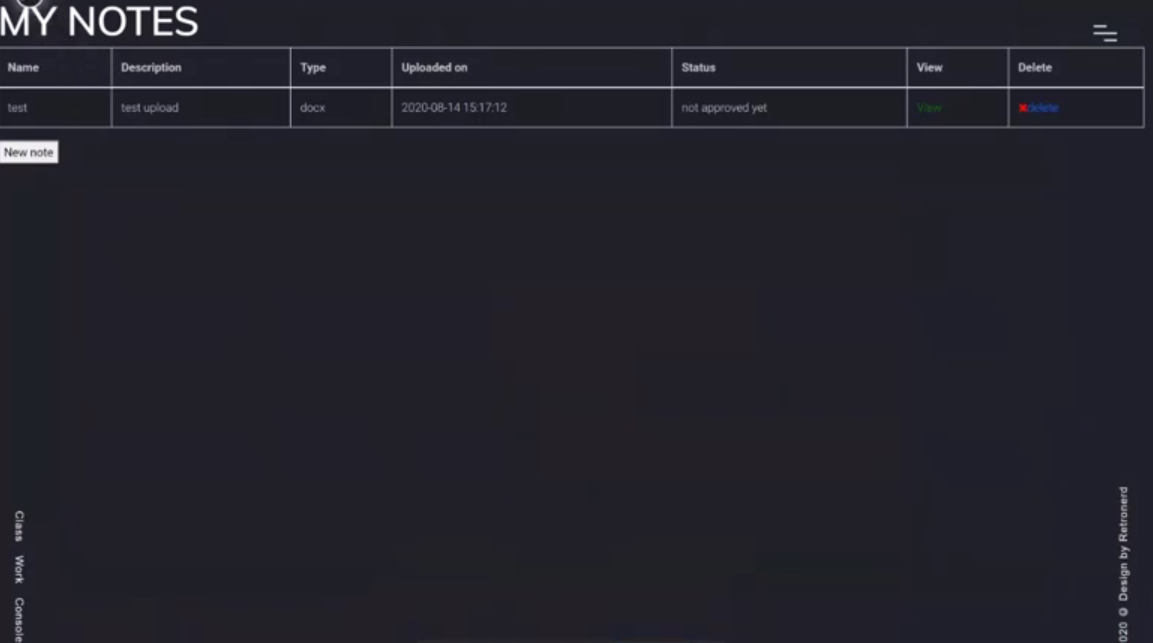 MY NOTES
Name Description Type Uploaded on Status View Delete
test test upload docx 2020-08-14 15:17:12 not approved yet View ✖delete
New note
Class Work Console
020 © Design by Retronerd